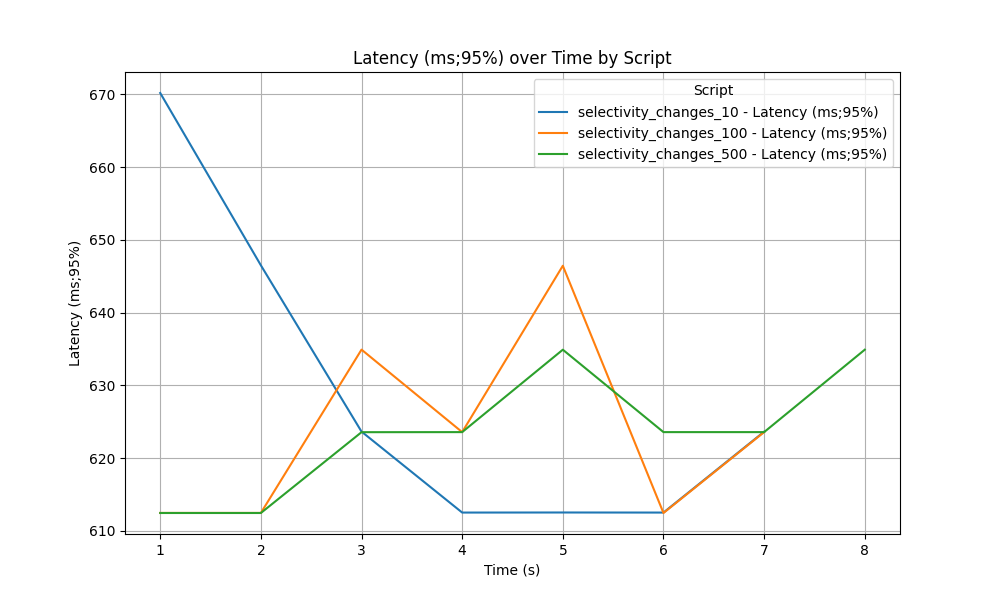 Latency (ms;95%) over Time by Script
Script
selectivity_changes_10 - Latency (ms;95%)
selectivity_changes_100 - Latency (ms;95%)
selectivity_changes_500 - Latency (ms;95%)
Latency (ms;95%)
670
660
650
640
630
620
610
1 2 3 4 5 6 7 8
Time (s)